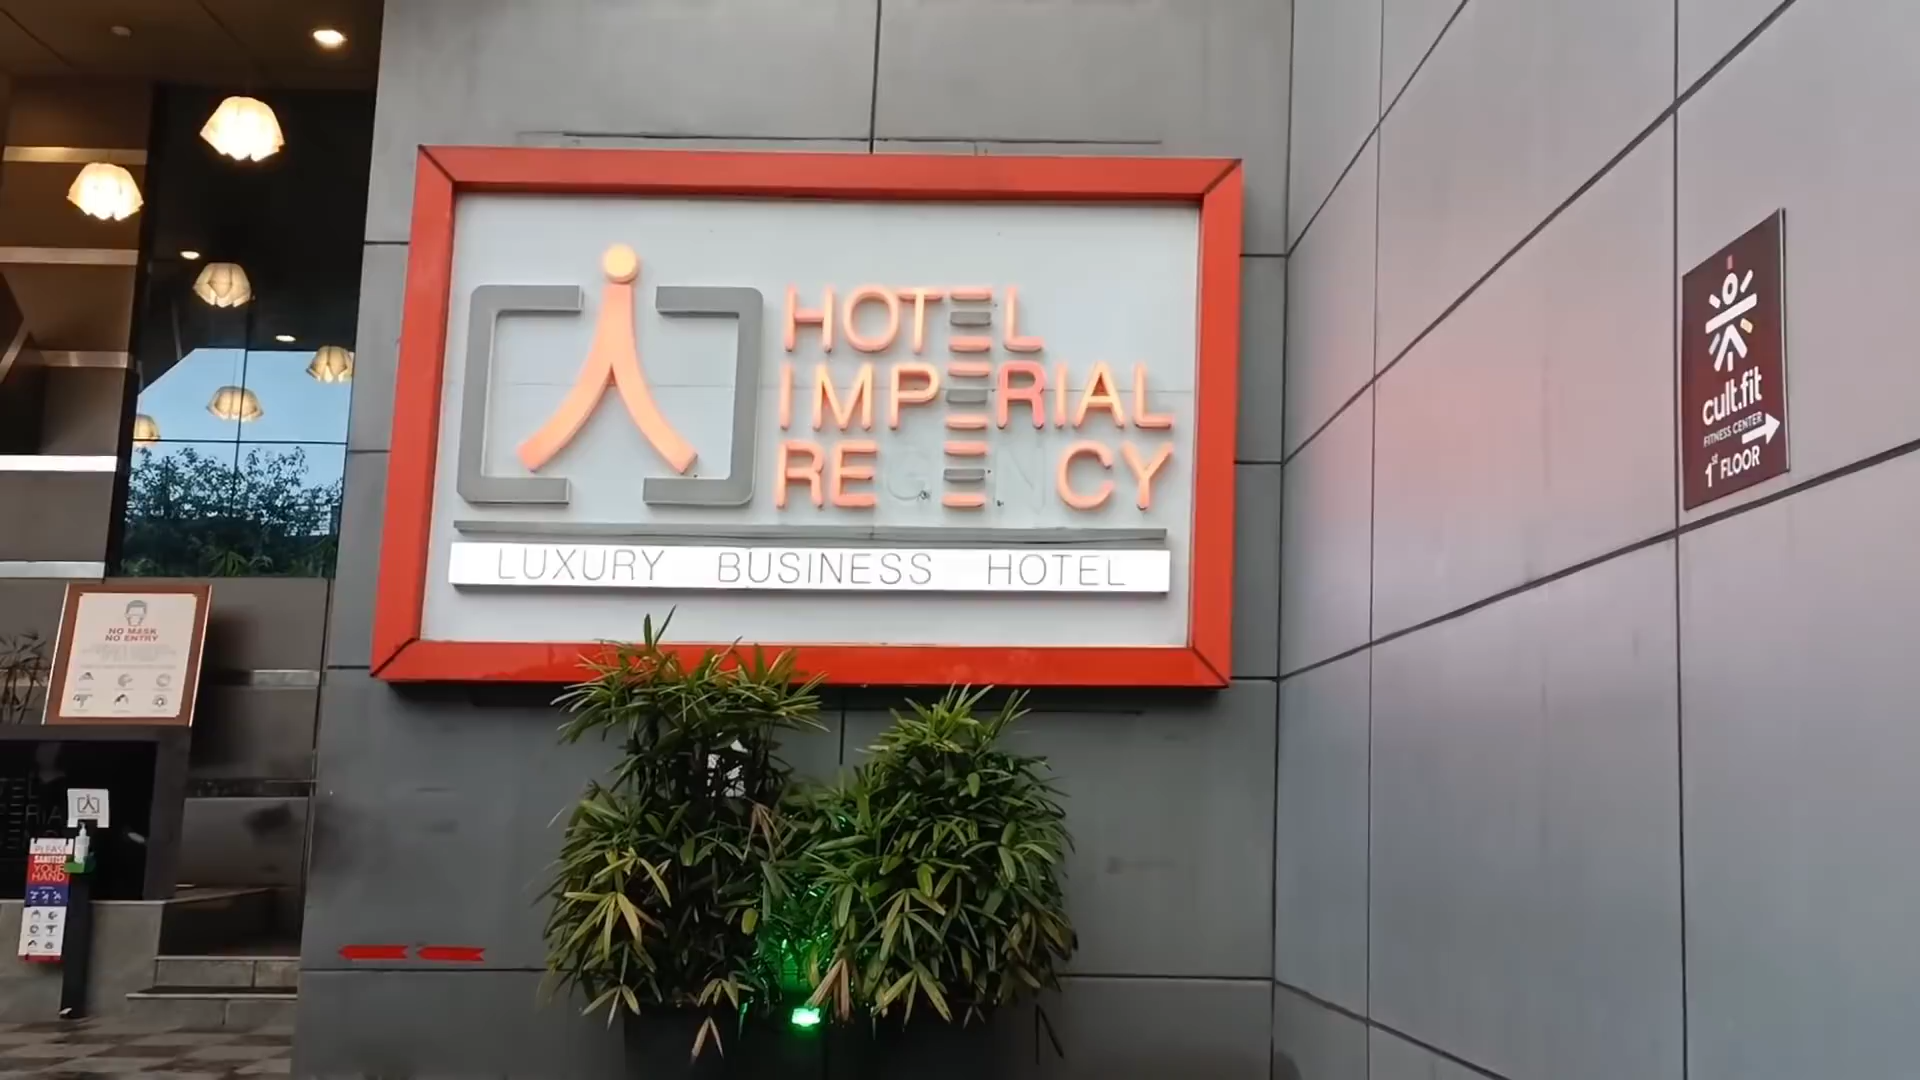 HOTEL
IMPERIAL
REGENCY
LUXURY BUSINESS HOTEL
cult.fit
FITNESS CENTER
1st FLOOR
NO MASK
NO ENTRY
PLEASE
SANITISE
YOUR
HAND